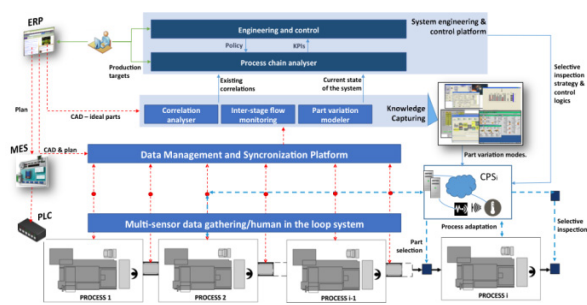 ERP
System engineering &
control platform
Engineering and control
Policy
KPIs
Process chain analyser
Production
targets
Existing
correlations
Current state
of the system
Selective
inspection
strategy &
control
logics
Plan
CAD – ideal parts
Correlation
analyser
Inter-stage flow
monitoring
Part variation
modeler
Knowledge
Capturing
MES
CAD & plan
Data Management and Syncronization Platform
Part variation modes.
CPSi
PLC
Multi-sensor data gathering/human in the loop system
Process adaptation
Part
selection
Selective
Inspection
PROCESS 1
PROCESS 2
PROCESS i-1
PROCESS i